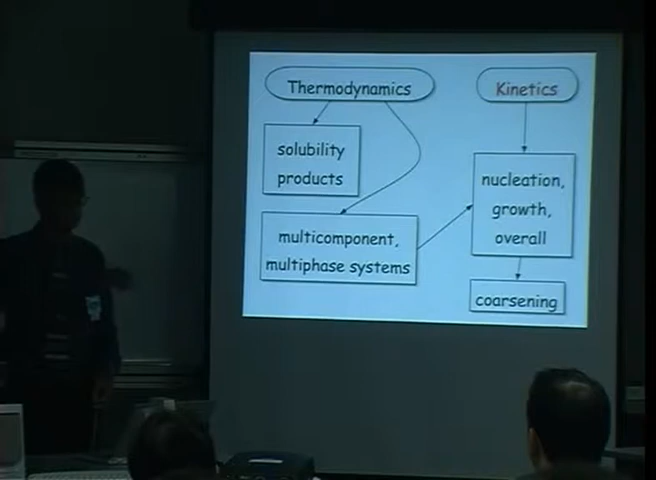 Thermodynamics
Kinetics
solubility
products
multicomponent,
multiphase systems
nucleation,
growth,
overall
coarsening